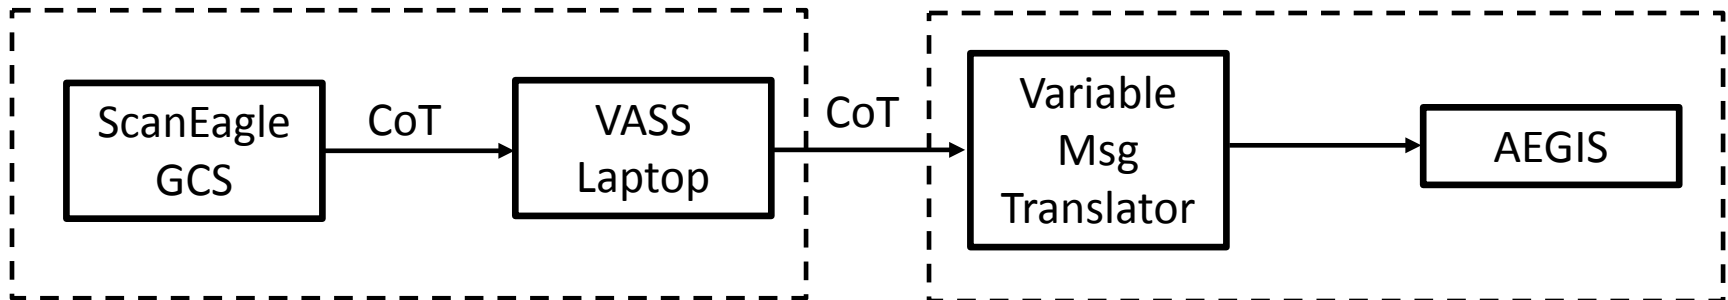 ScanEagle
GCS
CoT
VASS
Laptop
CoT
Variable
Msg
Translator
AEGIS